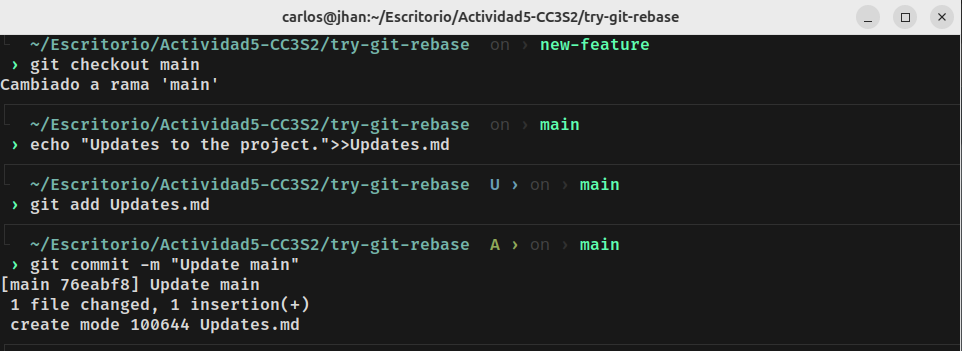 carlos@jhan:~/Escritorio/Actividad5-CC3S2/try-git-rebase
~/Escritorio/Actividad5-CC3S2/try-git-rebase on › new-feature
› git checkout main
Cambiado a rama 'main'
~/Escritorio/Actividad5-CC3S2/try-git-rebase on › main
› echo "Updates to the project.">>Updates.md
~/Escritorio/Actividad5-CC3S2/try-git-rebase U › on › main
› git add Updates.md
~/Escritorio/Actividad5-CC3S2/try-git-rebase A › on › main
› git commit -m "Update main"
[main 76eabf8] Update main
1 file changed, 1 insertion(+)
create mode 100644 Updates.md